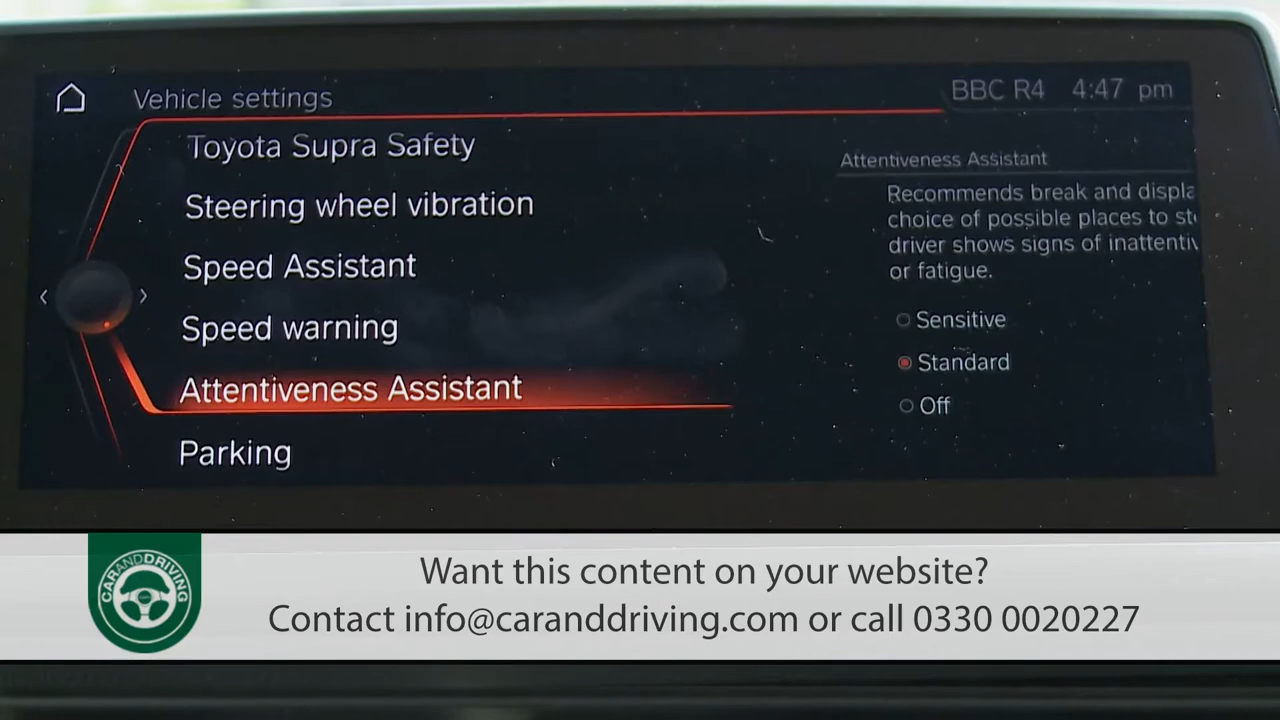 Vehicle settings
BBC R4 4:47 pm
Toyota Supra Safety
Steering wheel vibration
Speed Assistant
Speed warning
Attentiveness Assistant
Parking
Attentiveness Assistant
Recommends break and displa
choice of possible places to st
driver shows signs of inattentiv
or fatigue.
Sensitive
Standard
Off
CARANDDRIVING
Want this content on your website?
Contact info@caranddriving.com or call 0330 0020227